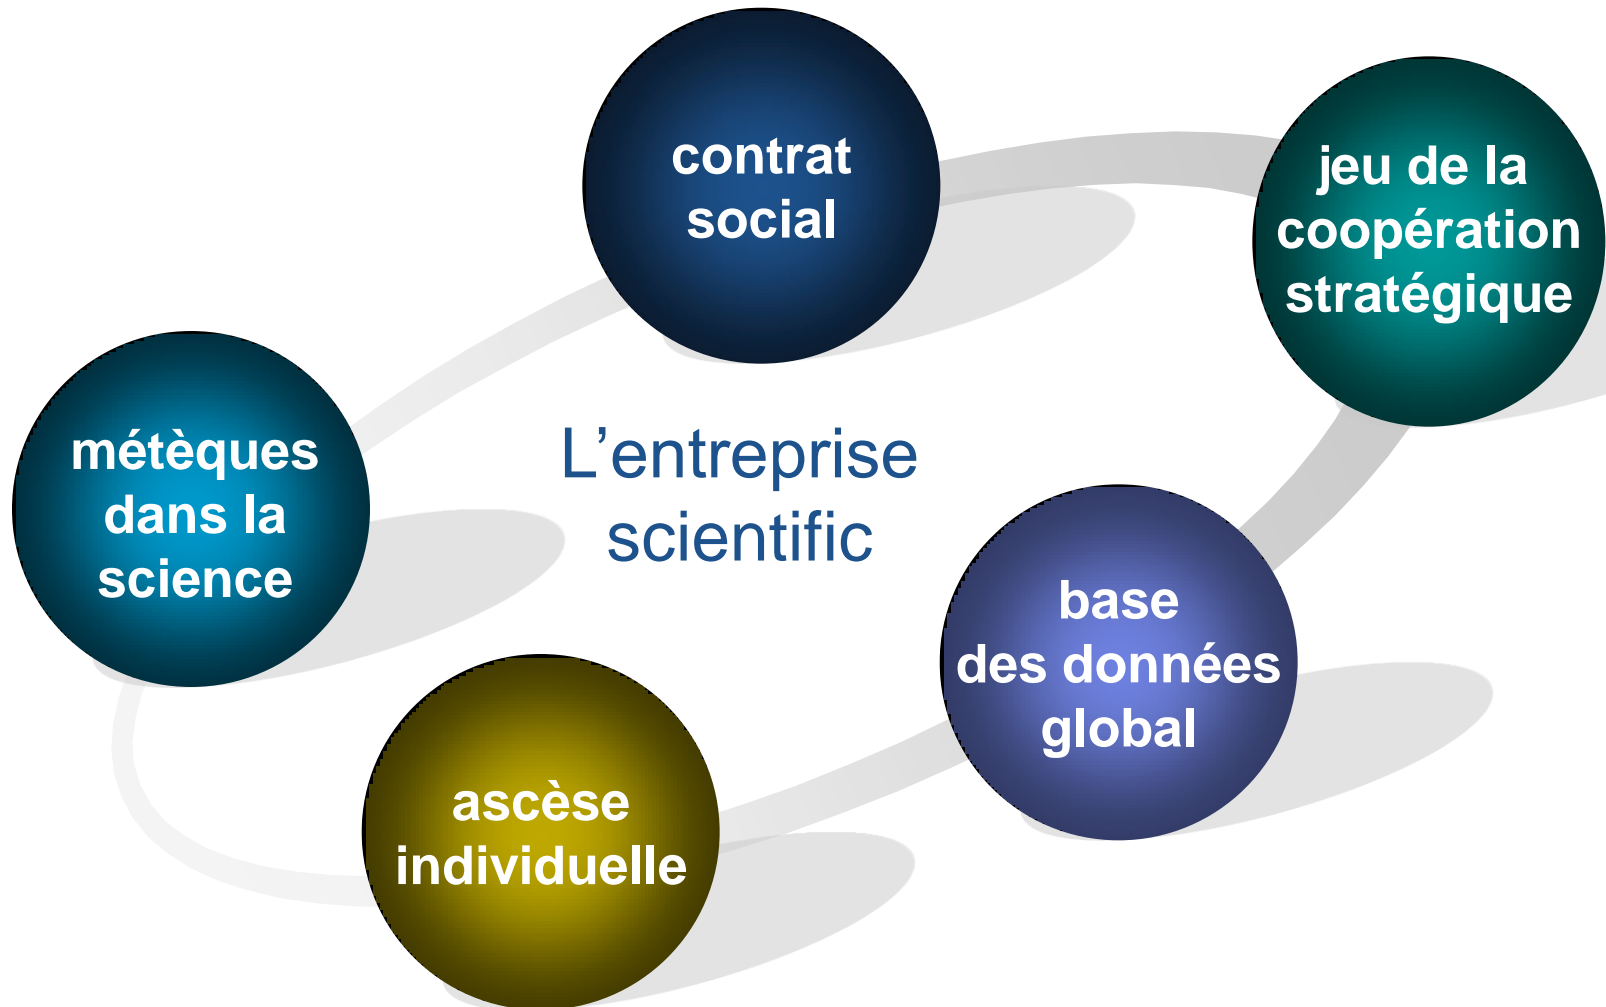 contrat
social
jeu de la
coopération
stratégique
métèques
dans la
science
L’entreprise
scientific
base
des données
global
ascèse
individuelle